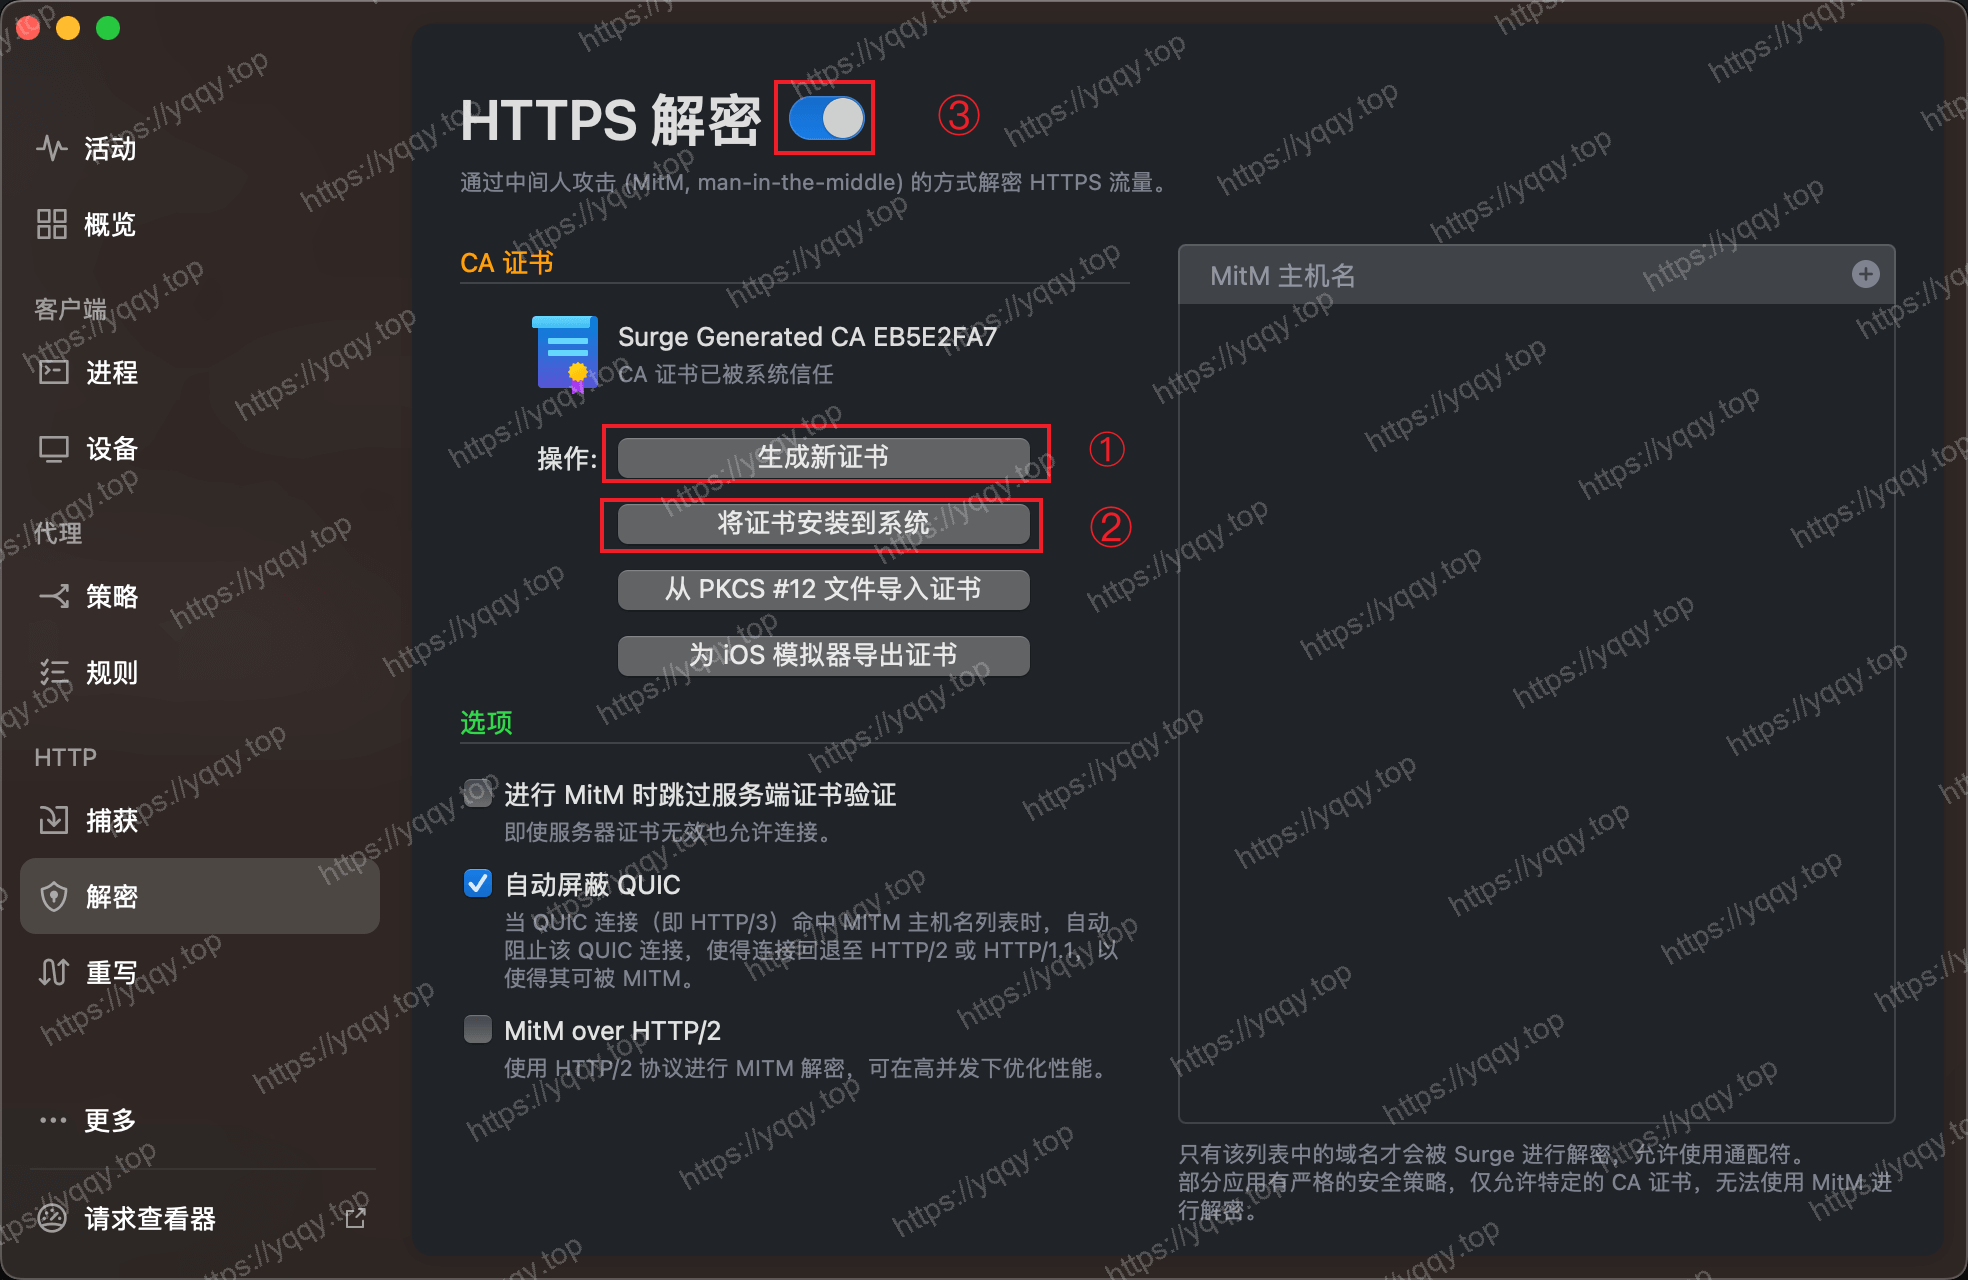 活动
概览
客户端
进程
设备
代理
策略
规则
HTTP
捕获
解密
重写
更多
请求查看器
HTTPS 解密
③
通过中间人攻击 (MitM, man-in-the-middle) 的方式解密 HTTPS 流量。
CA 证书
Surge Generated CA EB5E2FA7
CA 证书已被系统信任
操作:
生成新证书
①
将证书安装到系统
②
从 PKCS #12 文件导入证书
为 iOS 模拟器导出证书
选项
进行 MitM 时跳过服务端证书验证
即使服务器证书无效也允许连接。
自动屏蔽 QUIC
当 QUIC 连接（即 HTTP/3）命中 MITM 主机名列表时，自动
阻止该 QUIC 连接，使得连接回退至 HTTP/2 或 HTTP/1.1，以
使得其可被 MITM。
MitM over HTTP/2
使用 HTTP/2 协议进行 MITM 解密，可在高并发下优化性能。
MitM 主机名
只有该列表中的域名才会被 Surge 进行解密，允许使用通配符。
部分应用有严格的安全策略，仅允许特定的 CA 证书，无法使用 MitM 进
行解密。
https://yqqy.top